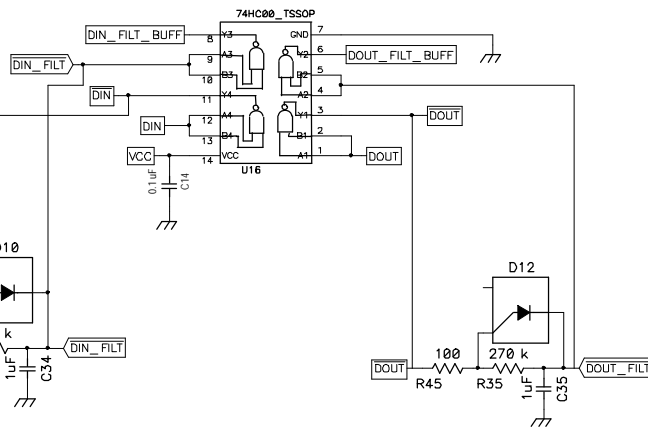 74HC00_TSSOP
DIN_FILT_BUFF
8
Y3
GND
7
DIN_FILT
9
A3
Y2
6
DOUT_FILT_BUFF
10
B3
B2
5
DIN
11
Y4
A2
4
DIN
12
A4
Y1
3
DOUT
13
B4
B1
2
VCC
14
VCC
A1
1
DOUT
U16
0.1uF
C14
D10
D12
k
DIN_FILT
1uF
C34
DOUT
100
270 k
DOUT_FILT
R45
R35
1uF
C35